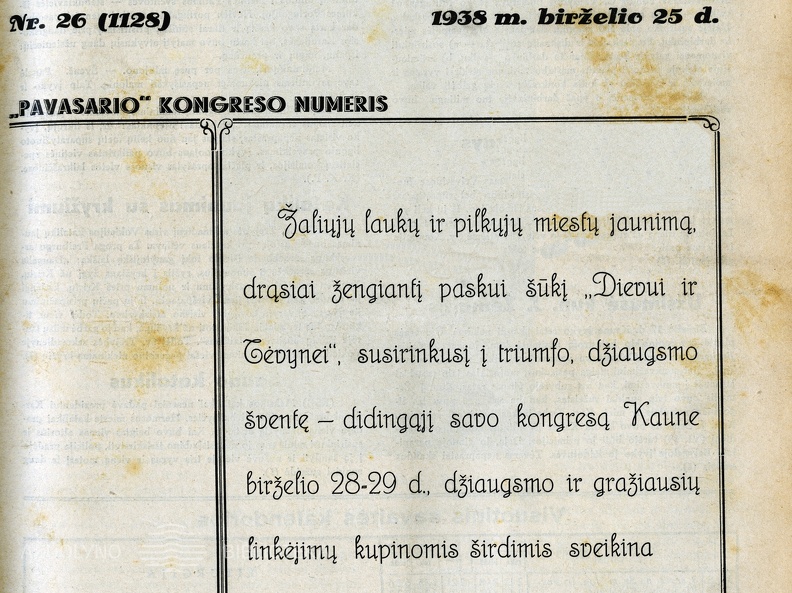 Nr. 26 (1128)
1938 m. birželio 25 d.
„PAVASARIO“ KONGRESO NUMERIS
Žaliųjų laukų ir pilkųjų miestų jaunimą,
drąsiai žengiantį paskui šūkį „Dievui ir
Tėvynei“, susirinkusį į triumfo, džiaugsmo
šventę — didingąjį savo kongresą Kaune
birželio 28-29 d., džiaugsmo ir gražiausių
linkėjimų kupinomis širdimis sveikina